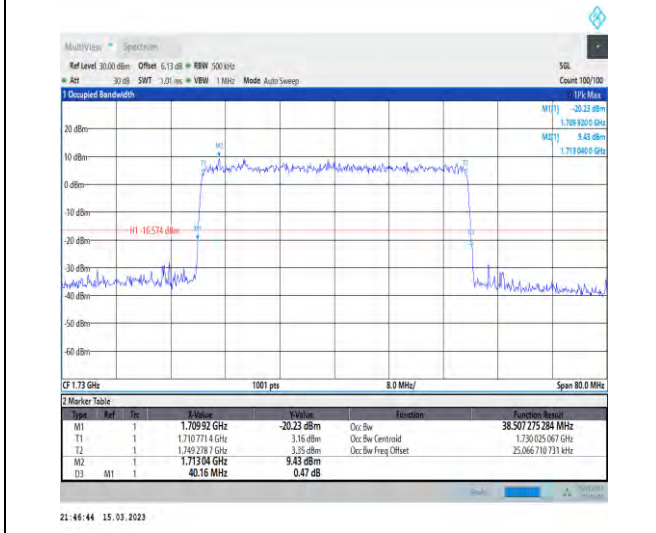 MultiView Spectrum
Ref Level 30.00 dBm Offset 6.13 dB RBW 500 kHz SGL
Att 30 dB SWT 1.01 ms VBW 1 MHz Mode Auto Sweep Count 100/100
1 Occupied Bandwidth 1Pk Max
M1[1] -20.23 dBm
1.709 920 0 GHz
M2[1] 9.43 dBm
1.713 040 0 GHz
20 dBm
M2
10 dBm
T1 T2
0 dBm
-10 dBm
H1 -16.574 dBm M1
-20 dBm
-30 dBm
-40 dBm
-50 dBm
-60 dBm
CF 1.73 GHz 1001 pts 8.0 MHz/ Span 80.0 MHz
2 Marker Table
Type Ref Trc X-Value Y-Value Function Function Result
M1 1 1.709 92 GHz -20.23 dBm Occ Bw 38.507 275 284 MHz
T1 1 1.710 771 4 GHz 3.16 dBm Occ Bw Centroid 1.730 025 067 GHz
T2 1 1.749 278 7 GHz 3.35 dBm Occ Bw Freq Offset 25.066 710 731 kHz
M2 1 1.713 04 GHz 9.43 dBm
D3 M1 1 40.16 MHz 0.47 dB
21:46:44 15.03.2023